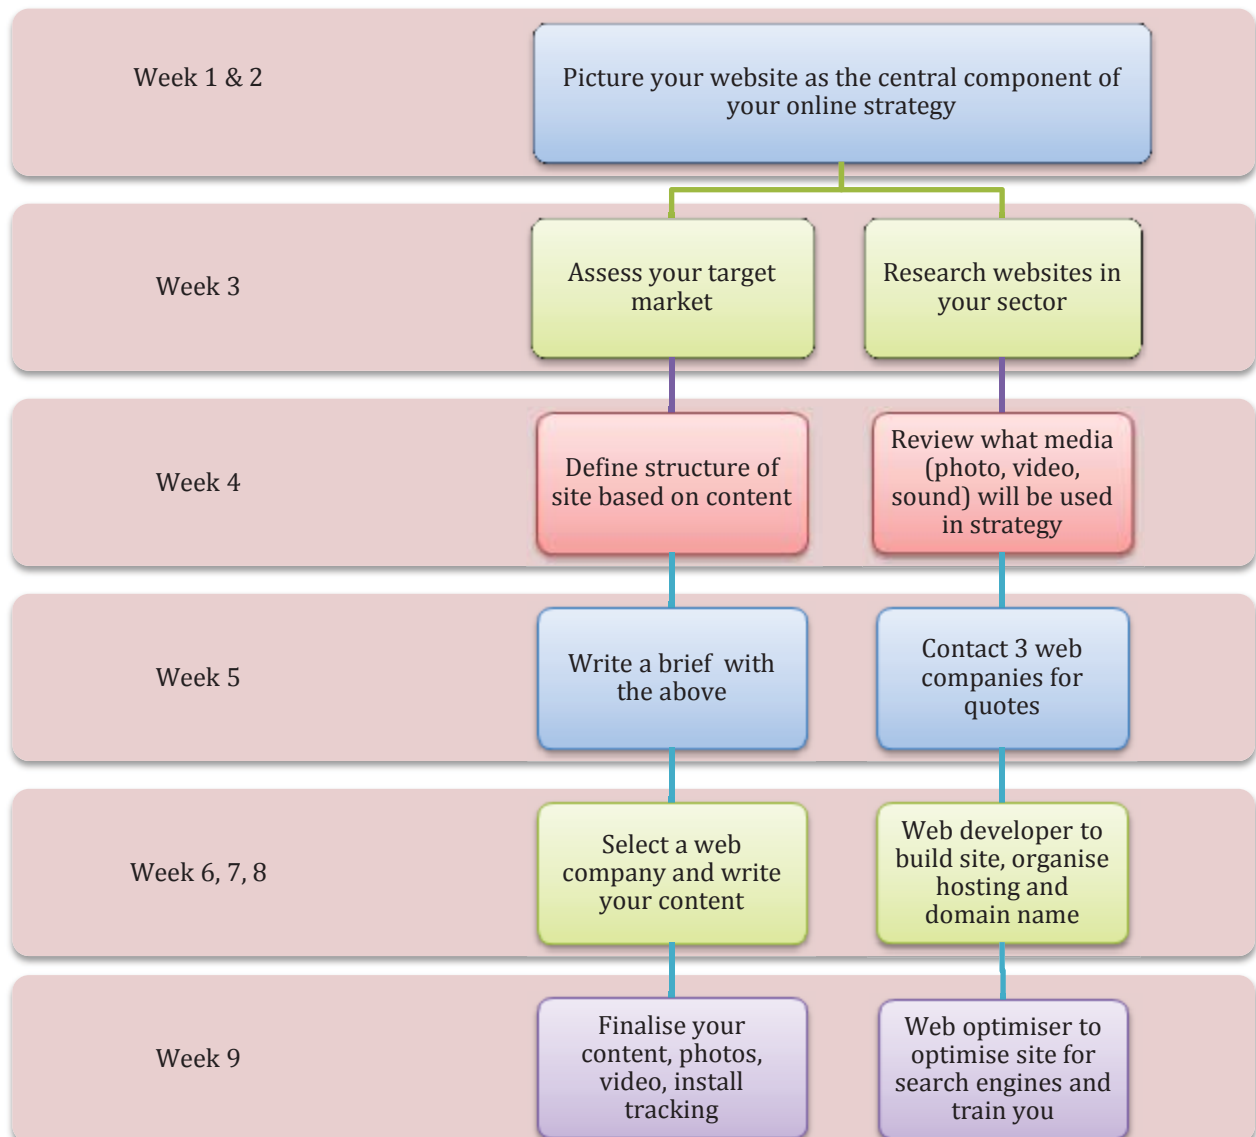 Week 1 & 2
Picture your website as the central component of
your online strategy
Week 3
Assess your target
market
Research websites in
your sector
Week 4
Define structure of
site based on content
Review what media
(photo, video,
sound) will be used
in strategy
Week 5
Write a brief with
the above
Contact 3 web
companies for
quotes
Week 6, 7, 8
Select a web
company and write
your content
Web developer to
build site, organise
hosting and
domain name
Week 9
Finalise your
content, photos,
video, install
tracking
Web optimiser to
optimise site for
search engines and
train you